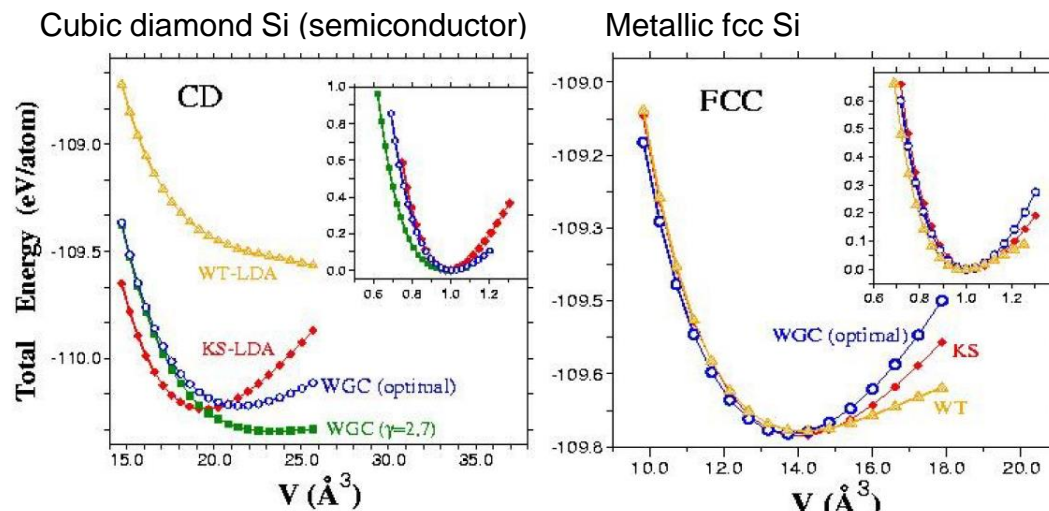 Cubic diamond Si (semiconductor)
Metallic fcc Si
Total Energy (eV/atom)
-109.0
-109.5
-110.0
15.0 20.0 25.0 30.0 35.0
V (Å³)
CD
WT-LDA
KS-LDA
WGC (optimal)
WGC (γ=2.7)
1.0
0.8
0.6
0.4
0.2
0.0
0.6 0.8 1.0 1.2
-109.0
-109.2
-109.3
-109.5
-109.6
-109.8
10.0 12.0 14.0 16.0 18.0 20.0
V (Å³)
FCC
WGC (optimal)
KS
WT
0.6
0.5
0.4
0.3
0.2
0.1
0.0
0.6 0.8 1.0 1.2